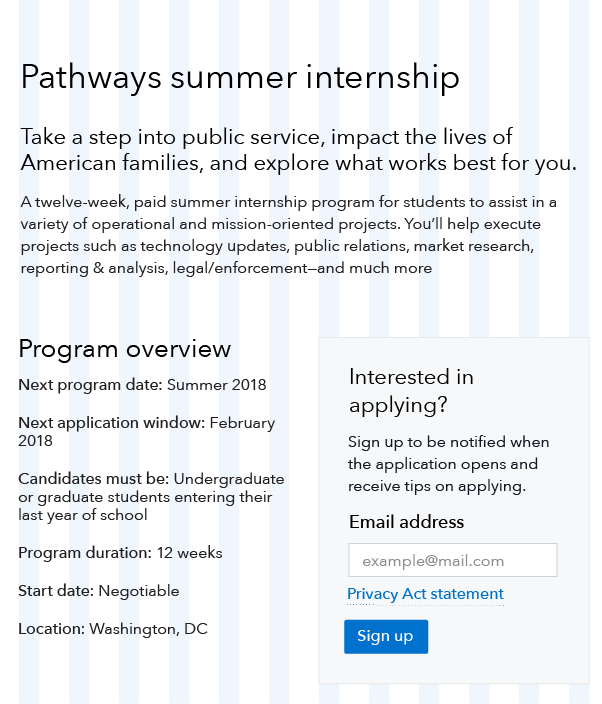 Pathways summer internship
Take a step into public service, impact the lives of
American families, and explore what works best for you.
A twelve-week, paid summer internship program for students to assist in a
variety of operational and mission-oriented projects. You’ll help execute
projects such as technology updates, public relations, market research,
reporting & analysis, legal/enforcement—and much more
Program overview
Next program date: Summer 2018
Next application window: February
2018
Candidates must be: Undergraduate
or graduate students entering their
last year of school
Program duration: 12 weeks
Start date: Negotiable
Location: Washington, DC
Interested in
applying?
Sign up to be notified when
the application opens and
receive tips on applying.
Email address
example@mail.com
Privacy Act statement
Sign up